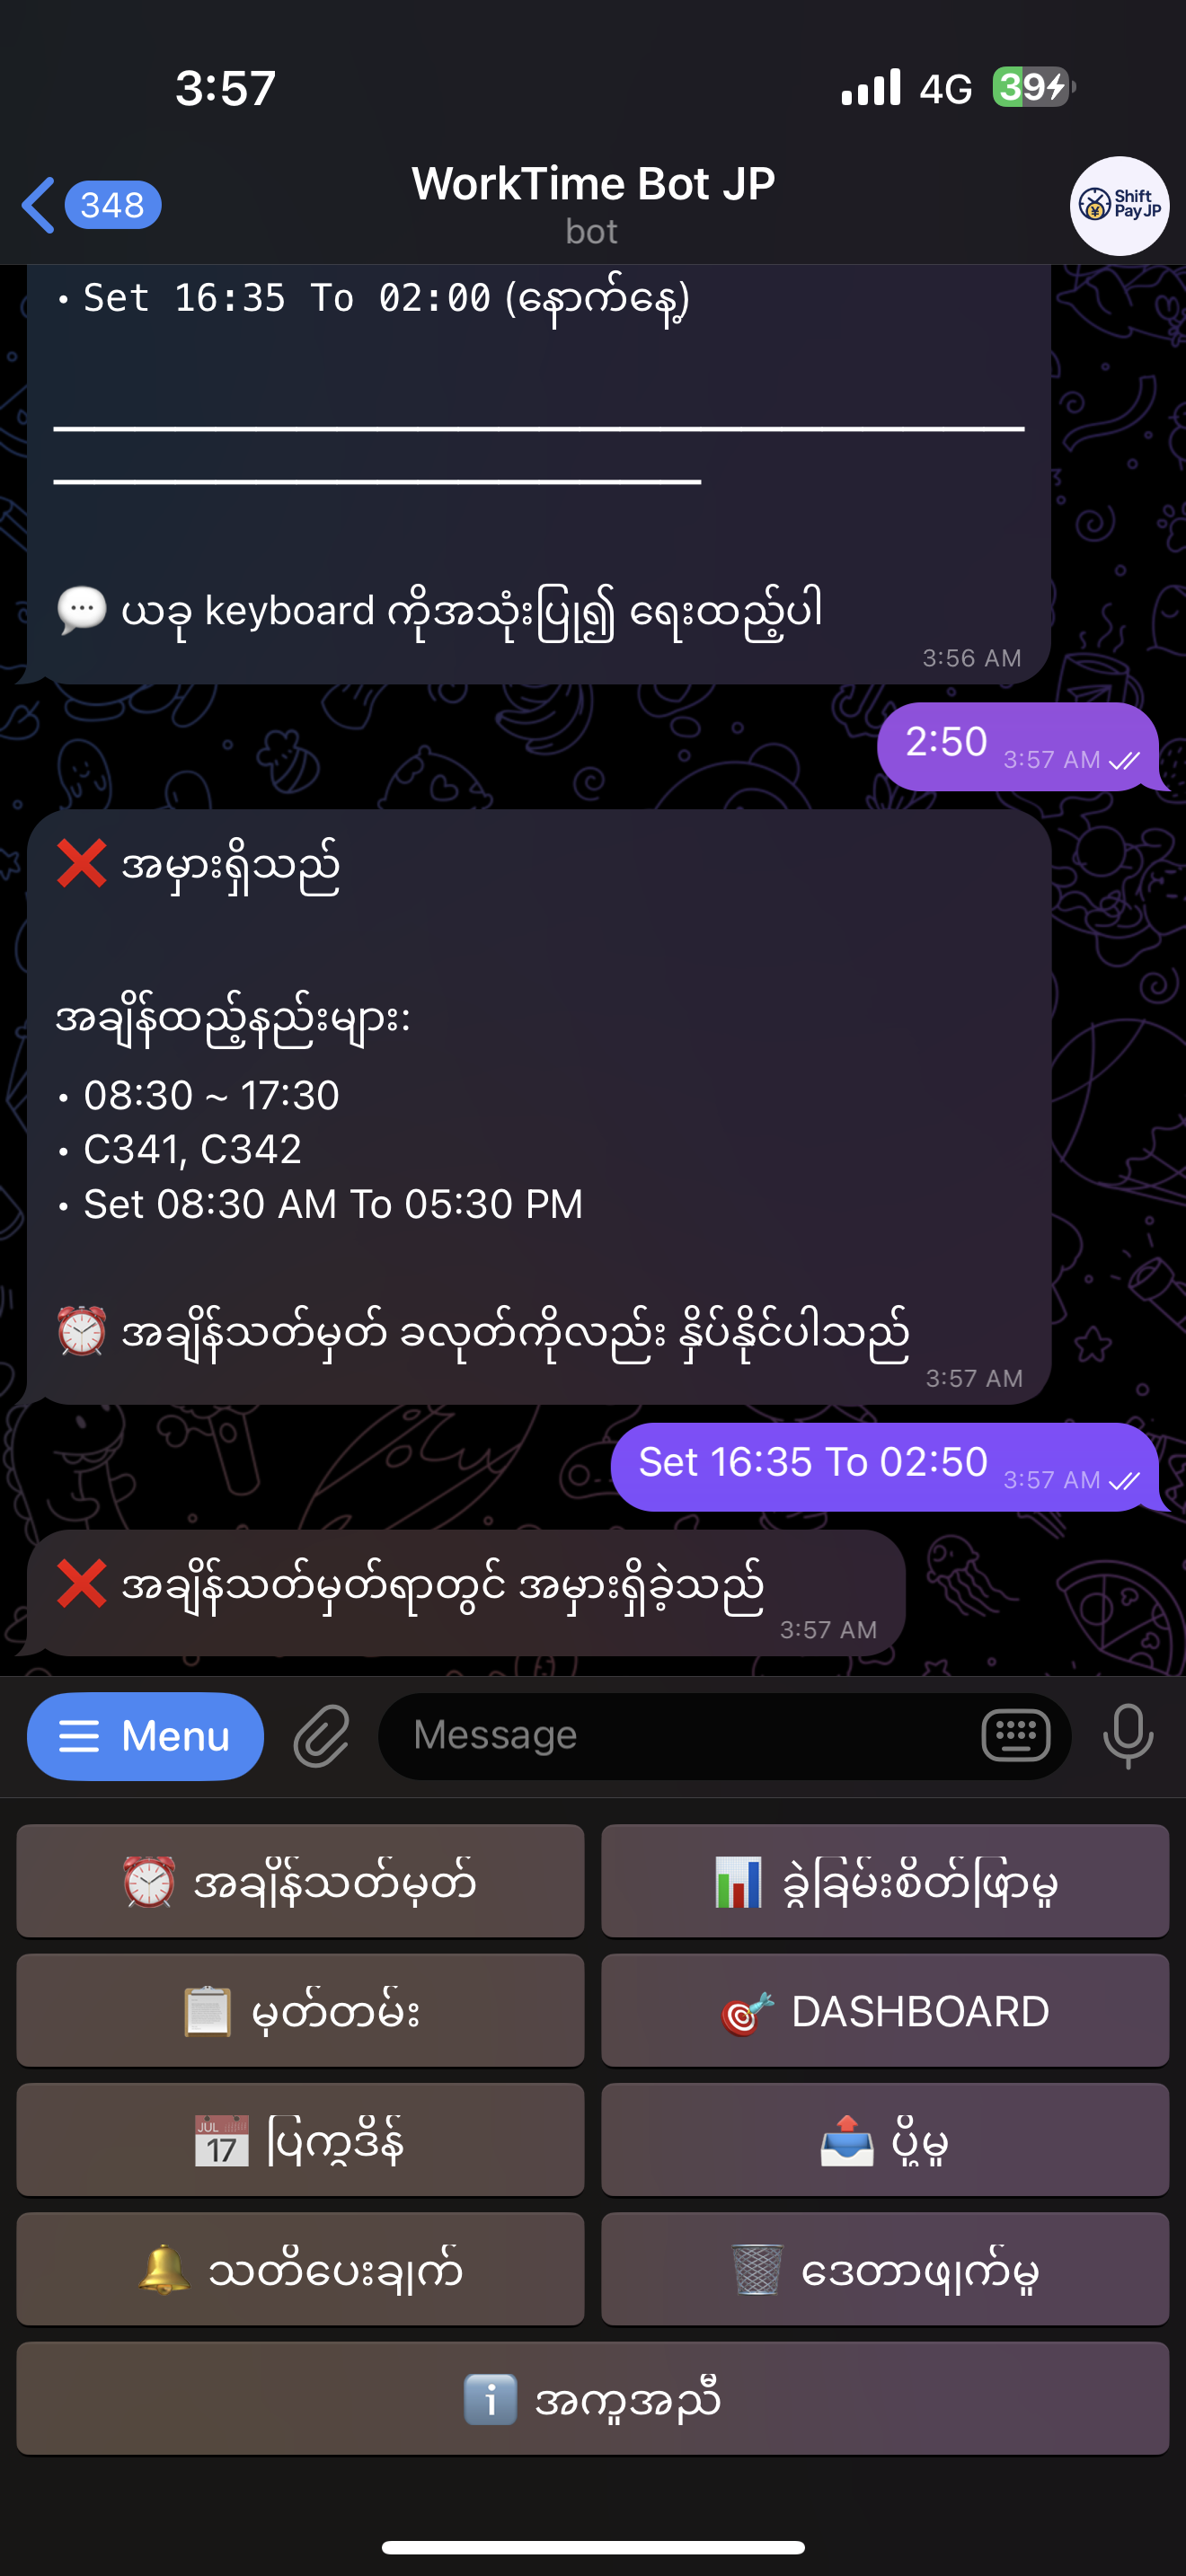 3:57
4G
39
348
WorkTime Bot JP
bot
Shift
Pay JP
• Set 16:35 To 02:00 (နောက်နေ့)
💬 ယခု keyboard ကိုအသုံးပြု၍ ရေးထည့်ပါ
3:56 AM
2:50
3:57 AM
❌ အမှားရှိသည်
အချိန်ထည့်နည်းများ:
• 08:30 ~ 17:30
• C341, C342
• Set 08:30 AM To 05:30 PM
⏰ အချိန်သတ်မှတ် ခလုတ်ကိုလည်း နှိပ်နိုင်ပါသည်
3:57 AM
Set 16:35 To 02:50
3:57 AM
❌ အချိန်သတ်မှတ်ရာတွင် အမှားရှိခဲ့သည်
3:57 AM
Menu
Message
⏰ အချိန်သတ်မှတ်
📊 ခွဲခြမ်းစိတ်ဖြာမှု
📋 မှတ်တမ်း
🎯 DASHBOARD
📅 ပြက္ခဒိန်
📤 ပို့မှု
🔔 သတိပေးချက်
🗑️ ဒေတာဖျက်မှု
ℹ️ အကူအညီ